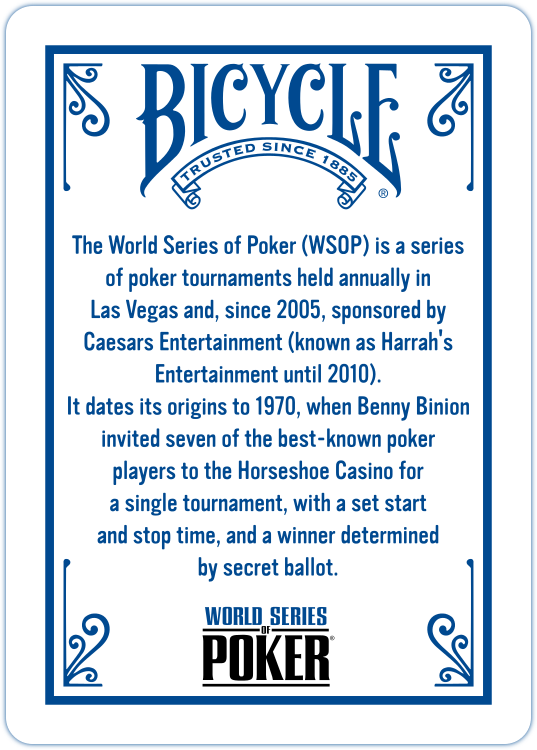 BICYCLE
TRUSTED SINCE 1885
®
The World Series of Poker (WSOP) is a series
of poker tournaments held annually in
Las Vegas and, since 2005, sponsored by
Caesars Entertainment (known as Harrah's
Entertainment until 2010).
It dates its origins to 1970, when Benny Binion
invited seven of the best-known poker
players to the Horseshoe Casino for
a single tournament, with a set start
and stop time, and a winner determined
by secret ballot.
WORLD SERIES
OF
POKER®